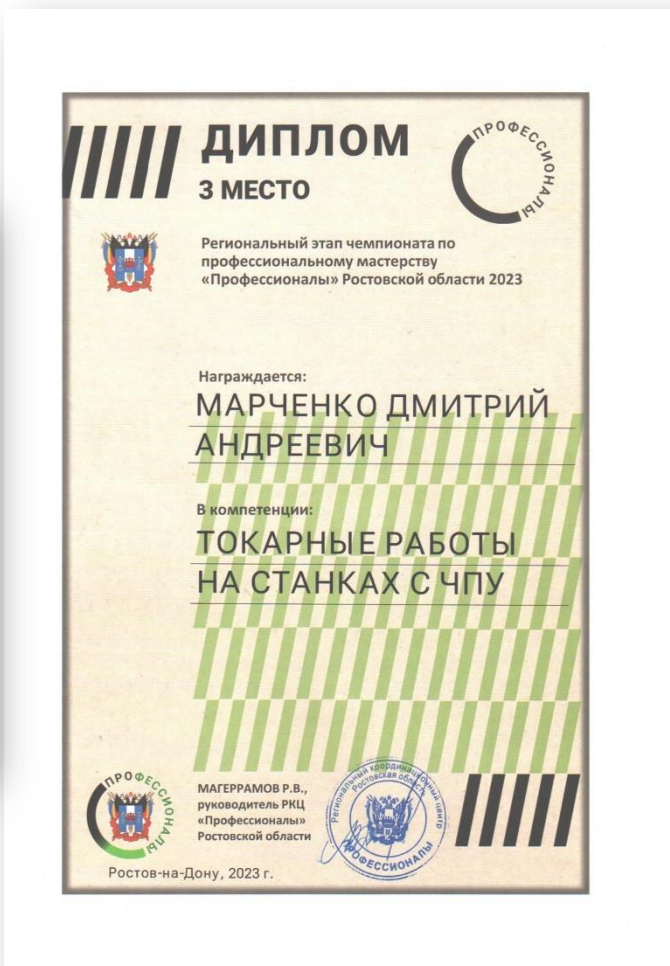 ДИПЛОМ
3 МЕСТО
ПРОФЕССИОНАЛЫ
Региональный этап чемпионата по
профессиональному мастерству
«Профессионалы» Ростовской области 2023
Награждается:
МАРЧЕНКО ДМИТРИЙ
АНДРЕЕВИЧ
В компетенции:
ТОКАРНЫЕ РАБОТЫ
НА СТАНКАХ С ЧПУ
ПРОФЕССИОНАЛЫ
МАГЕРРАМОВ Р.В.,
руководитель РКЦ
«Профессионалы»
Ростовской области
Региональный координационный центр
Ростовская область
ПРОФЕССИОНАЛЫ
Ростов-на-Дону, 2023 г.